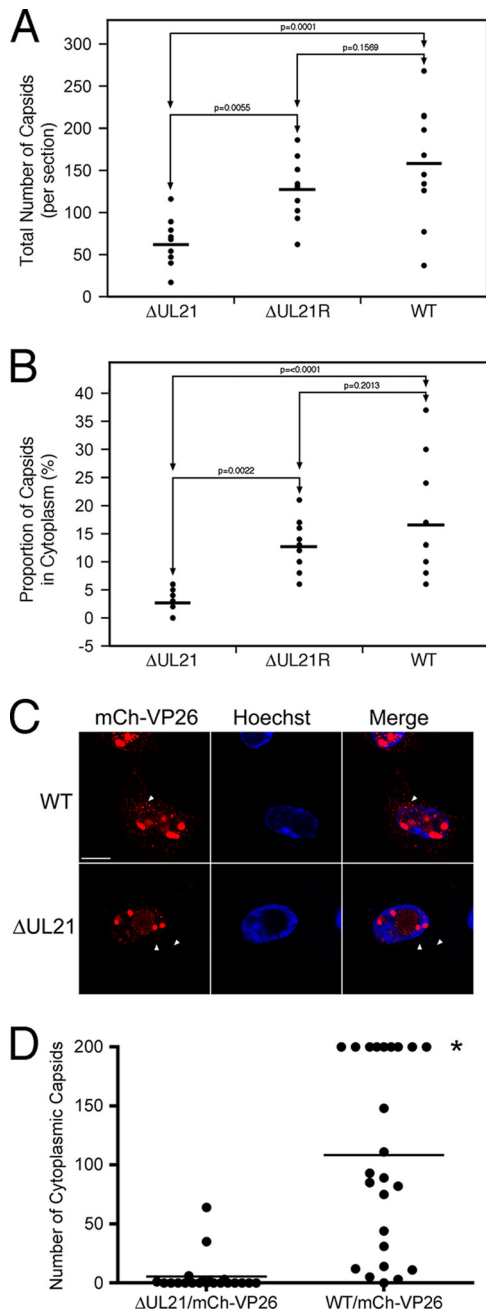 A
p=0.0001
p=0.1569
p=0.0055
Total Number of Capsids
(per section)
300
250
200
150
100
50
0
ΔUL21 ΔUL21R WT
B
p=<0.0001
p=0.2013
p=0.0022
Proportion of Capsids
in Cytoplasm (%)
40
35
30
25
20
15
10
5
0
-5
ΔUL21 ΔUL21R WT
C
mCh-VP26 Hoechst Merge
WT
ΔUL21
D
Number of Cytoplasmic Capsids
200
*
150
100
50
0
ΔUL21/mCh-VP26 WT/mCh-VP26